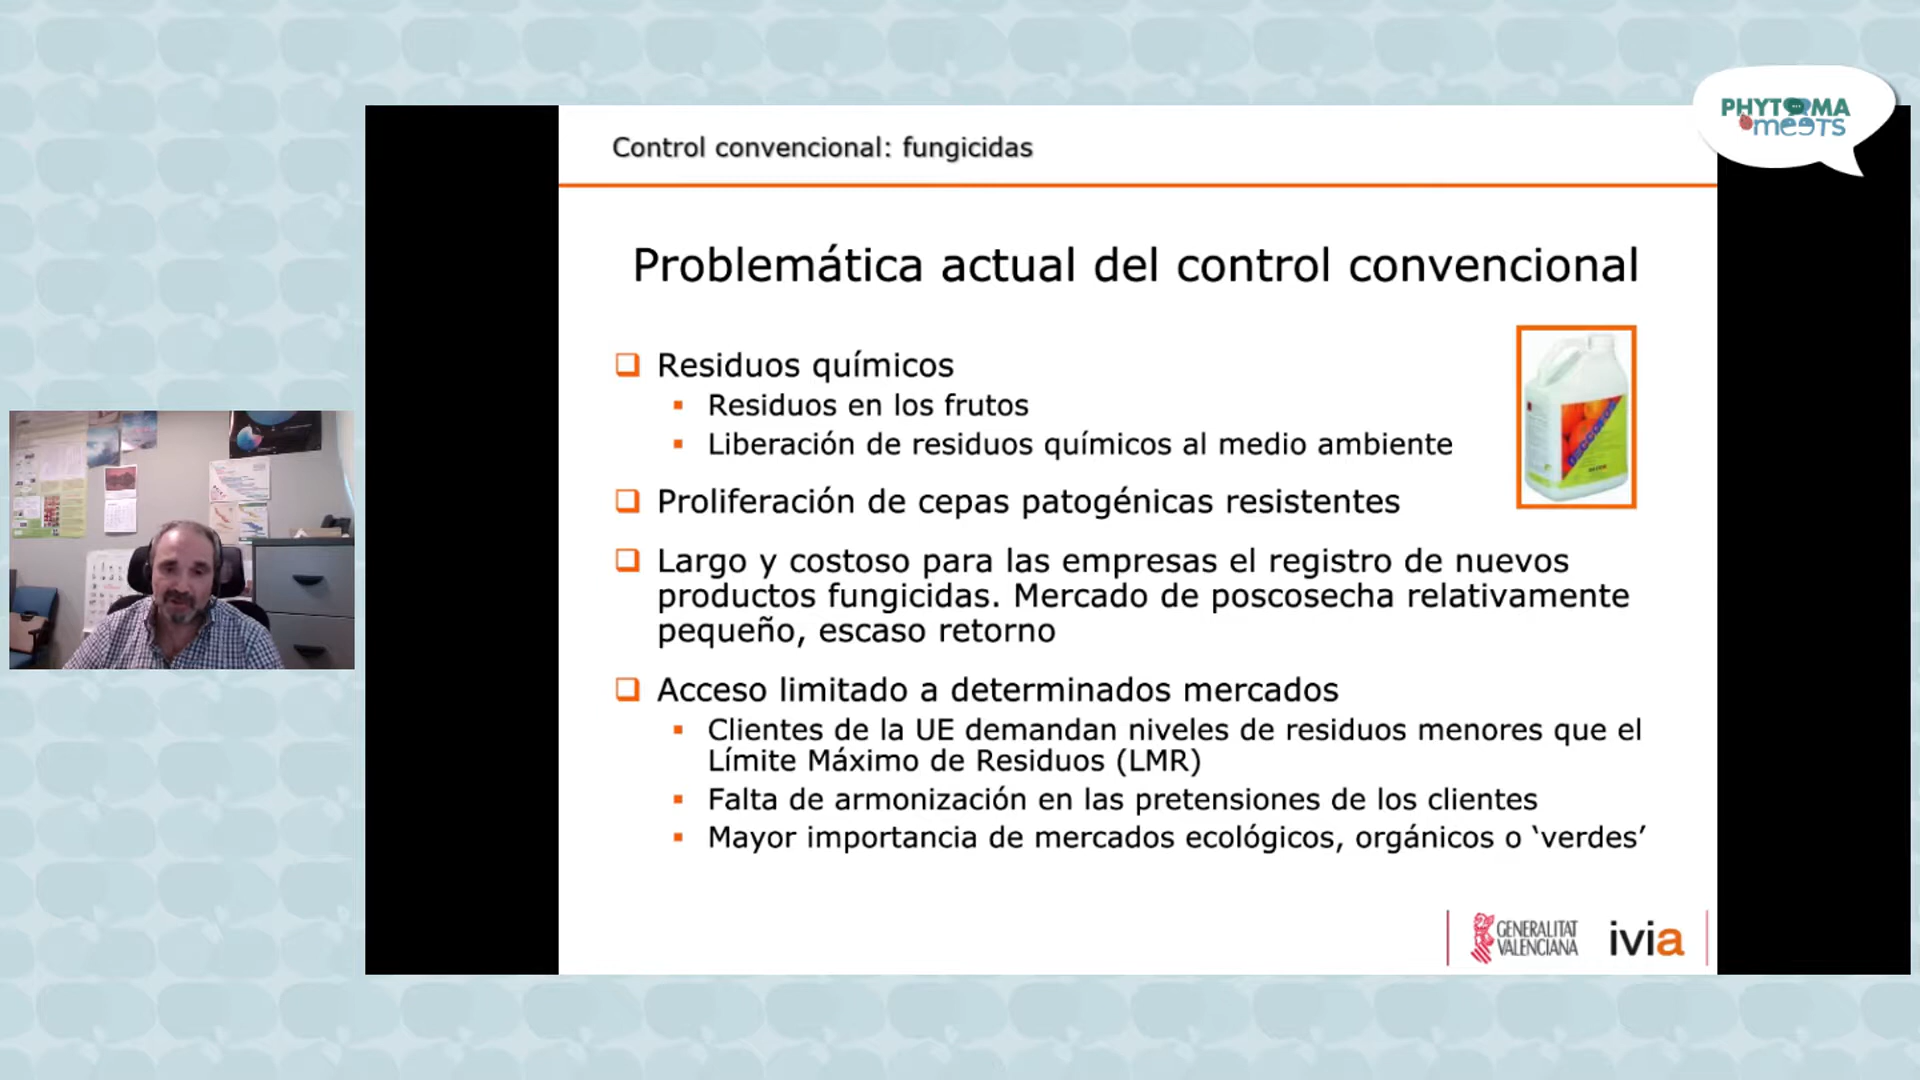 PHYTOMA
meeTS
Control convencional: fungicidas
Problemática actual del control convencional
Residuos químicos
Residuos en los frutos
Liberación de residuos químicos al medio ambiente
Proliferación de cepas patogénicas resistentes
Largo y costoso para las empresas el registro de nuevos
productos fungicidas. Mercado de poscosecha relativamente
pequeño, escaso retorno
Acceso limitado a determinados mercados
Clientes de la UE demandan niveles de residuos menores que el
Límite Máximo de Residuos (LMR)
Falta de armonización en las pretensiones de los clientes
Mayor importancia de mercados ecológicos, orgánicos o ‘verdes’
GENERALITAT
VALENCIANA
ivia